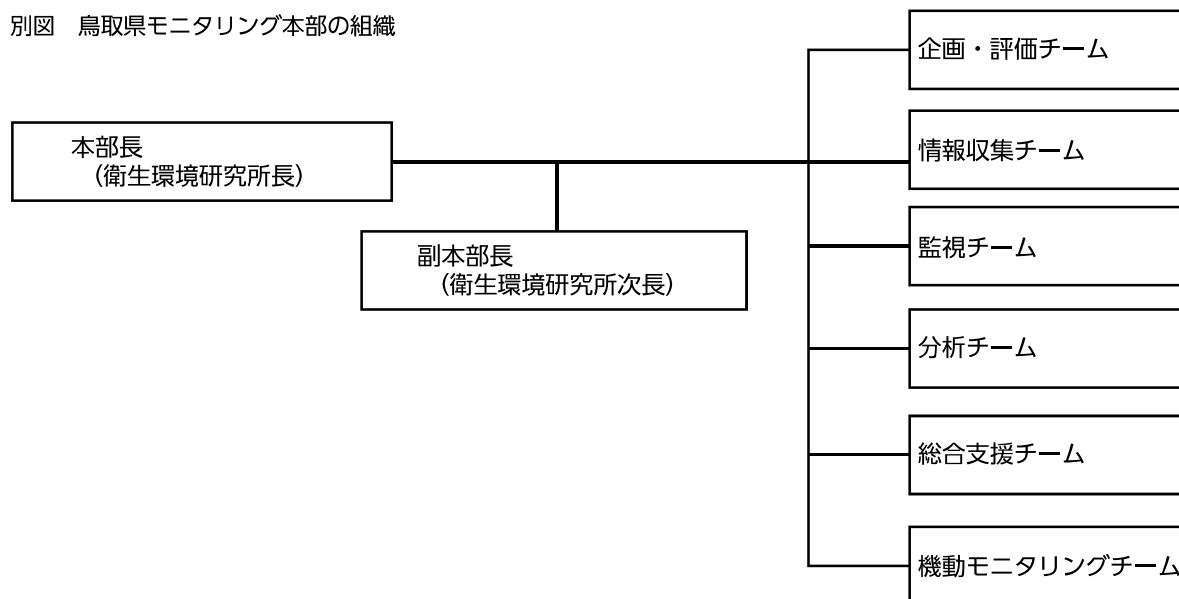 別図　鳥取県モニタリング本部の組織
本部長
（衛生環境研究所長）
副本部長
（衛生環境研究所次長）
企画・評価チーム
情報収集チーム
監視チーム
分析チーム
総合支援チーム
機動モニタリングチーム